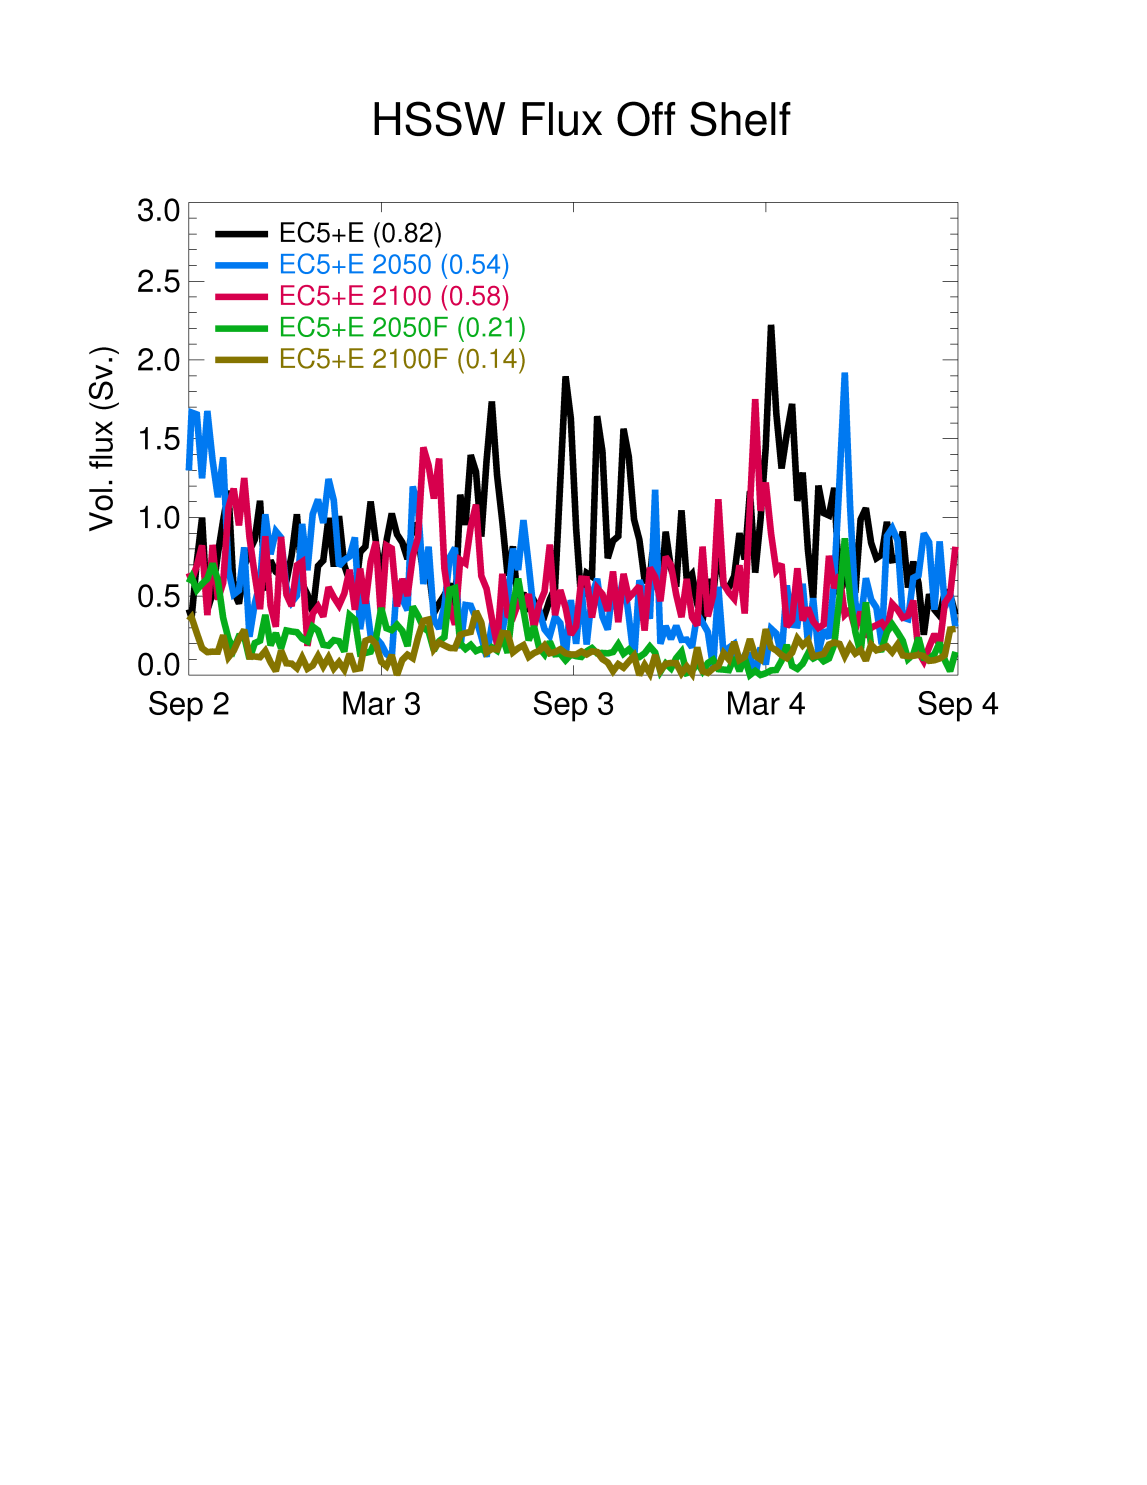 HSSW Flux Off Shelf
3.0
2.5
2.0
1.5
1.0
0.5
0.0
Vol. flux (Sv.)
EC5+E (0.82)
EC5+E 2050 (0.54)
EC5+E 2100 (0.58)
EC5+E 2050F (0.21)
EC5+E 2100F (0.14)
Sep 2 Mar 3 Sep 3 Mar 4 Sep 4